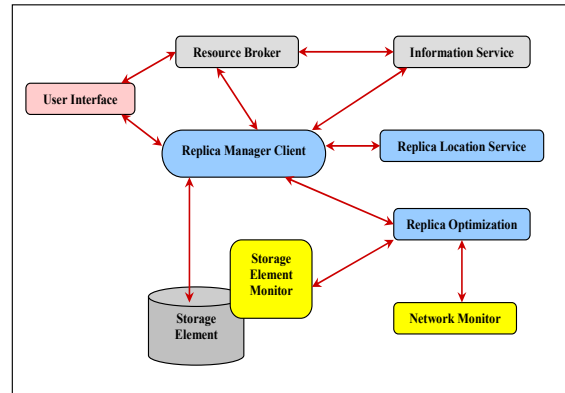 Resource Broker
Information Service
User Interface
Replica Manager Client
Replica Location Service
Replica Optimization
Storage
Element
Monitor
Network Monitor
Storage
Element